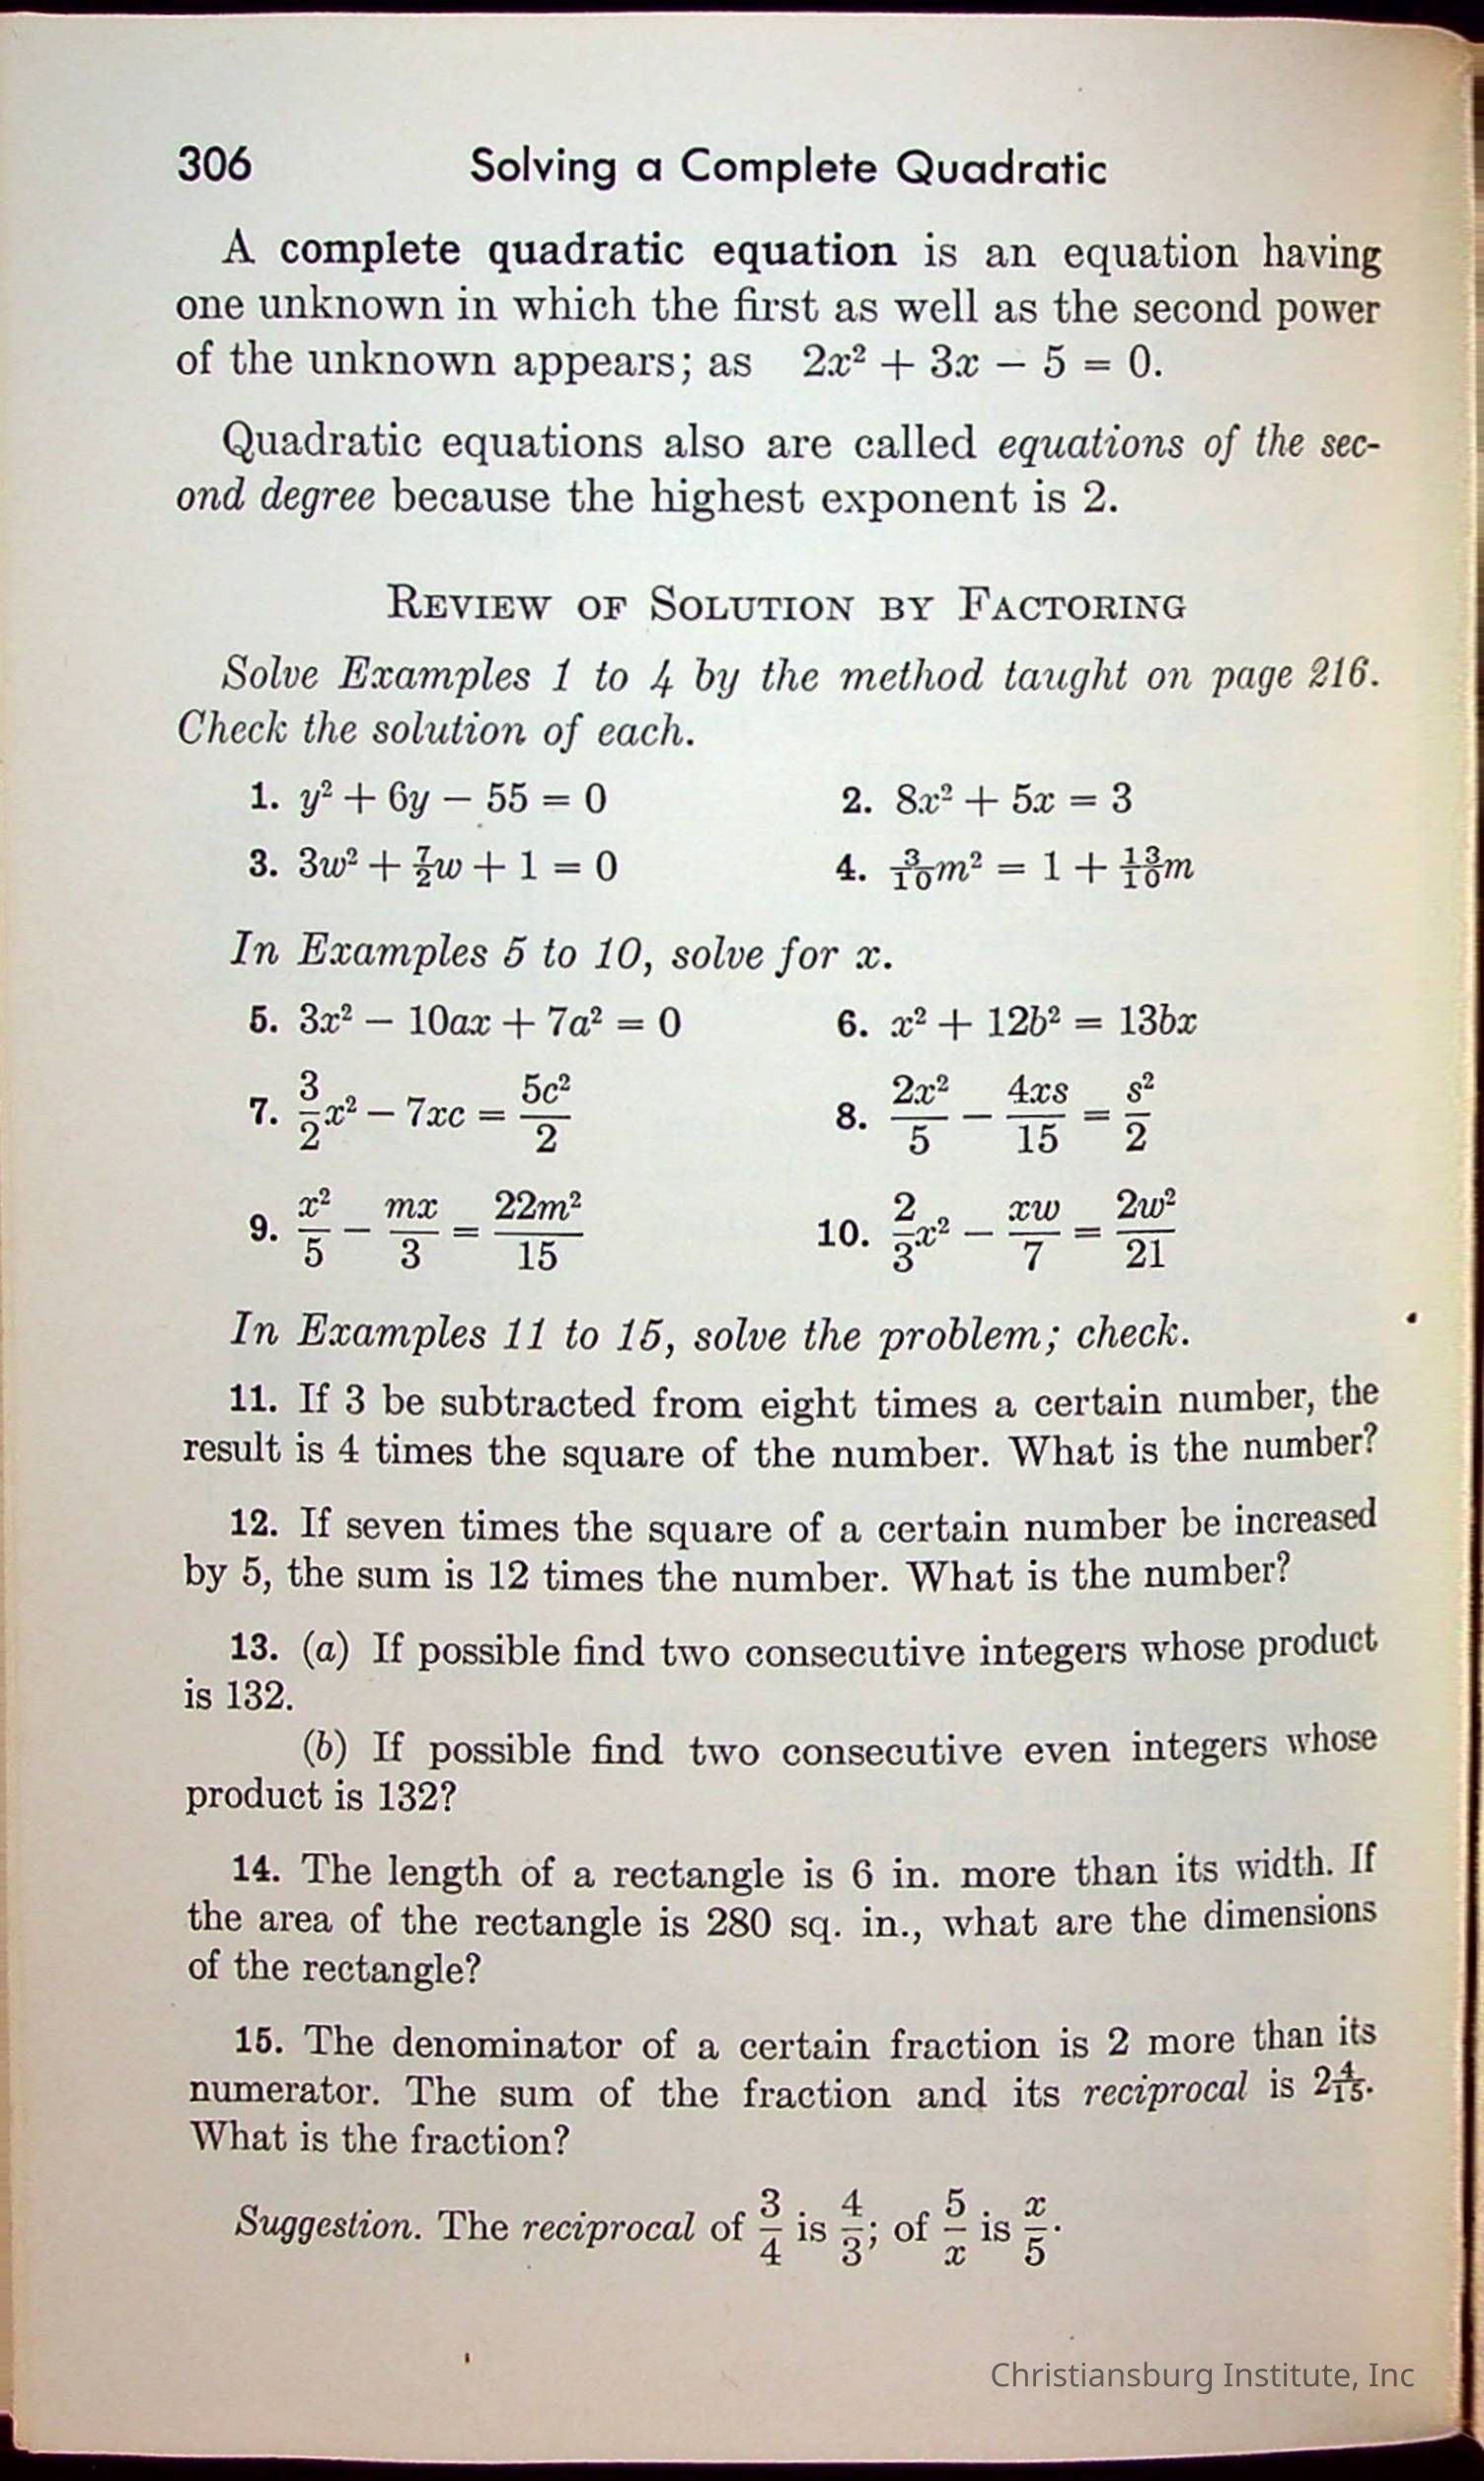 306 Solving a Complete Quadratic
A complete quadratic equation is an equation having
one unknown in which the first as well as the second power
of the unknown appears; as 2x² + 3x − 5 = 0.
Quadratic equations also are called equations of the sec-
ond degree because the highest exponent is 2.
REVIEW OF SOLUTION BY FACTORING
Solve Examples 1 to 4 by the method taught on page 216.
Check the solution of each.
1. y² + 6y − 55 = 0 2. 8x² + 5x = 3
3. 3w² + 7/2w + 1 = 0 4. 3/10m² = 1 + 13/10m
In Examples 5 to 10, solve for x.
5. 3x² − 10ax + 7a² = 0 6. x² + 12b² = 13bx
7. 3/2x² − 7xc = 5c²/2 8. 2x²/5 − 4xs/15 = s²/2
9. x²/5 − mx/3 = 22m²/15 10. 2/3x² − xw/7 = 2w²/21
In Examples 11 to 15, solve the problem; check.
11. If 3 be subtracted from eight times a certain number, the
result is 4 times the square of the number. What is the number?
12. If seven times the square of a certain number be increased
by 5, the sum is 12 times the number. What is the number?
13. (a) If possible find two consecutive integers whose product
is 132.
(b) If possible find two consecutive even integers whose
product is 132?
14. The length of a rectangle is 6 in. more than its width. If
the area of the rectangle is 280 sq. in., what are the dimensions
of the rectangle?
15. The denominator of a certain fraction is 2 more than its
numerator. The sum of the fraction and its reciprocal is 2 4/15.
What is the fraction?
Suggestion. The reciprocal of 3/4 is 4/3; of 5/x is x/5.
Christiansburg Institute, Inc